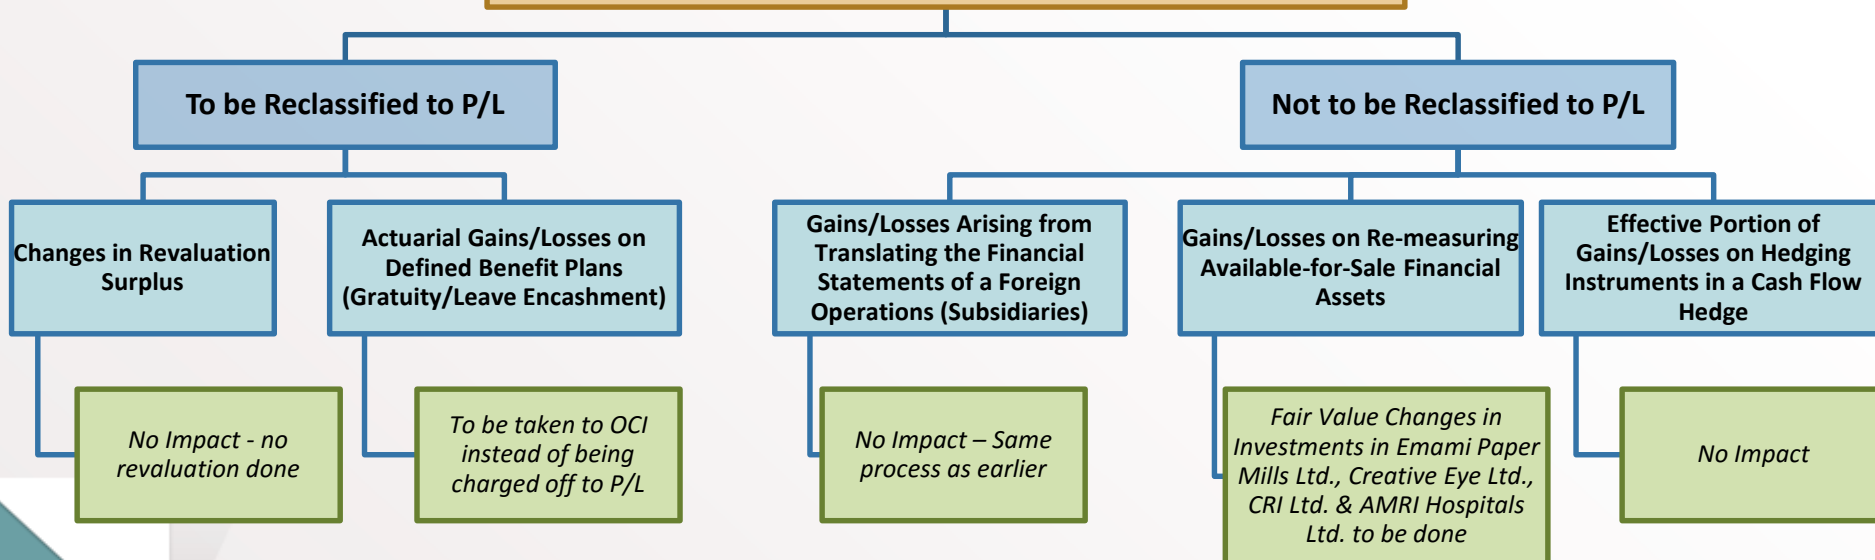 To be Reclassified to P/L
Not to be Reclassified to P/L
Changes in Revaluation
Surplus
Actuarial Gains/Losses on
Defined Benefit Plans
(Gratuity/Leave Encashment)
Gains/Losses Arising from
Translating the Financial
Statements of a Foreign
Operations (Subsidiaries)
Gains/Losses on Re-measuring
Available-for-Sale Financial
Assets
Effective Portion of
Gains/Losses on Hedging
Instruments in a Cash Flow
Hedge
No Impact - no
revaluation done
To be taken to OCI
instead of being
charged off to P/L
No Impact – Same
process as earlier
Fair Value Changes in
Investments in Emami Paper
Mills Ltd., Creative Eye Ltd.,
CRI Ltd. & AMRI Hospitals
Ltd. to be done
No Impact